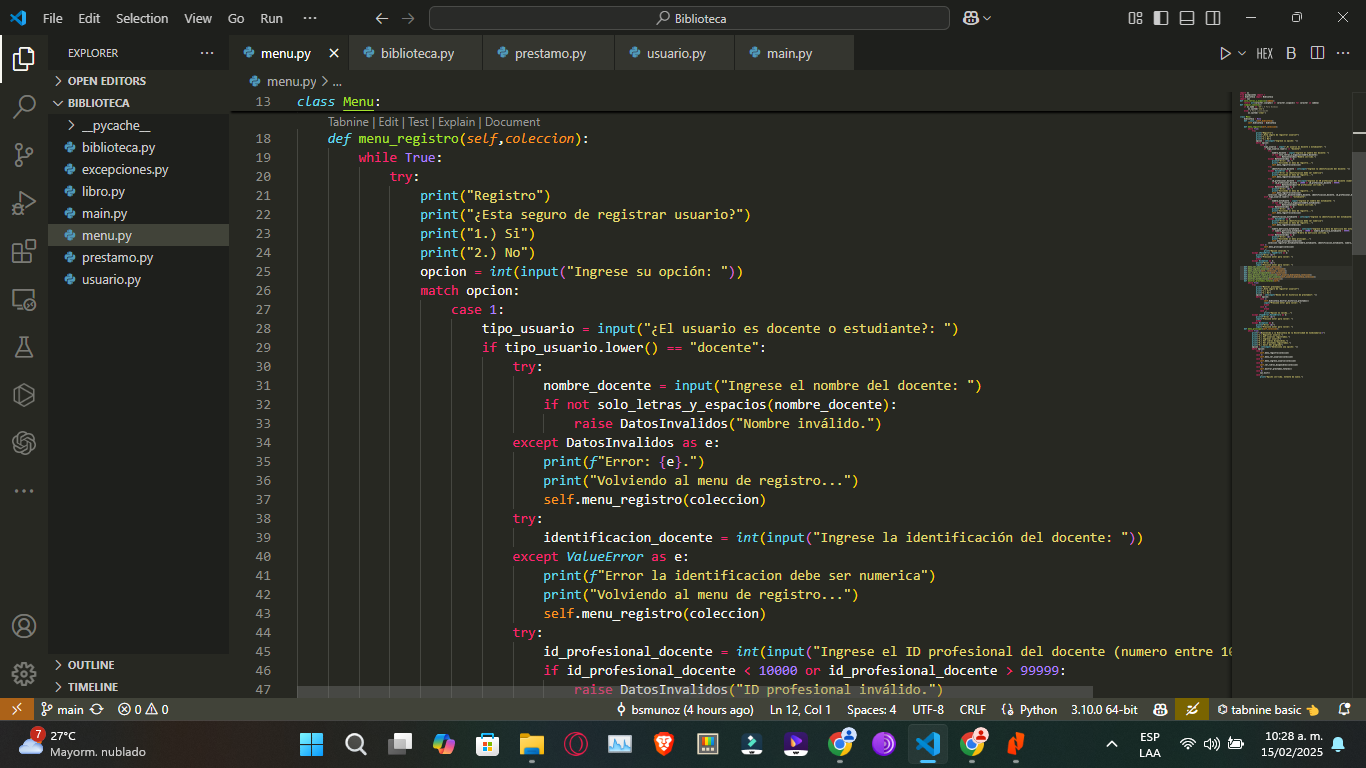 File Edit Selection View Go Run ··· Biblioteca
EXPLORER ···
OPEN EDITORS
BIBLIOTECA
__pycache__
biblioteca.py
excepciones.py
libro.py
main.py
menu.py
prestamo.py
usuario.py
OUTLINE
TIMELINE
menu.py biblioteca.py prestamo.py usuario.py main.py HEX B ···
menu.py > ...
13 class Menu:
Tabnine | Edit | Test | Explain | Document
18 def menu_registro(self,coleccion):
19 while True:
20 try:
21 print("Registro")
22 print("¿Esta seguro de registrar usuario?")
23 print("1.) Si")
24 print("2.) No")
25 opcion = int(input("Ingrese su opción: "))
26 match opcion:
27 case 1:
28 tipo_usuario = input("¿El usuario es docente o estudiante?: ")
29 if tipo_usuario.lower() == "docente":
30 try:
31 nombre_docente = input("Ingrese el nombre del docente: ")
32 if not solo_letras_y_espacios(nombre_docente):
33 raise DatosInvalidos("Nombre inválido.")
34 except DatosInvalidos as e:
35 print(f"Error: {e}.")
36 print("Volviendo al menu de registro...")
37 self.menu_registro(coleccion)
38 try:
39 identificacion_docente = int(input("Ingrese la identificación del docente: "))
40 except ValueError as e:
41 print(f"Error la identificacion debe ser numerica")
42 print("Volviendo al menu de registro...")
43 self.menu_registro(coleccion)
44 try:
45 id_profesional_docente = int(input("Ingrese el ID profesional del docente (numero entre 10
46 if id_profesional_docente < 10000 or id_profesional_docente > 99999:
47 raise DatosInvalidos("ID profesional inválido.")
main 0 0 bsmunoz (4 hours ago) Ln 12, Col 1 Spaces: 4 UTF-8 CRLF Python 3.10.0 64-bit tabnine basic
7 27°C
Mayorm. nublado
ESP
LAA
10:28 a. m.
15/02/2025